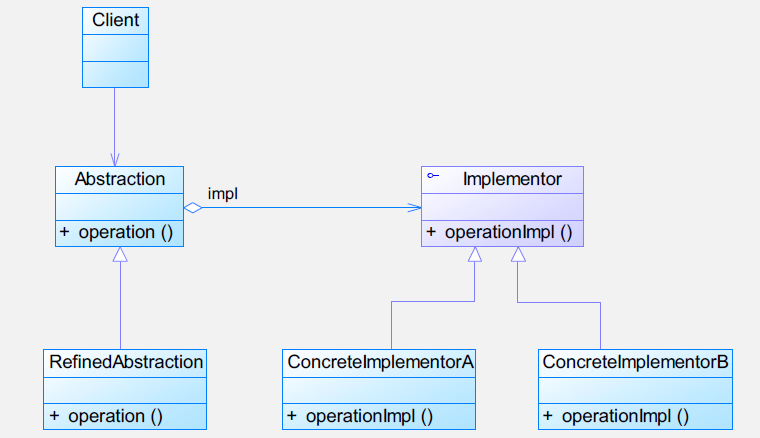 Client
Abstraction
+ operation ()
impl
Implementor
+ operationImpl ()
RefinedAbstraction
+ operation ()
ConcreteImplementorA
+ operationImpl ()
ConcreteImplementorB
+ operationImpl ()